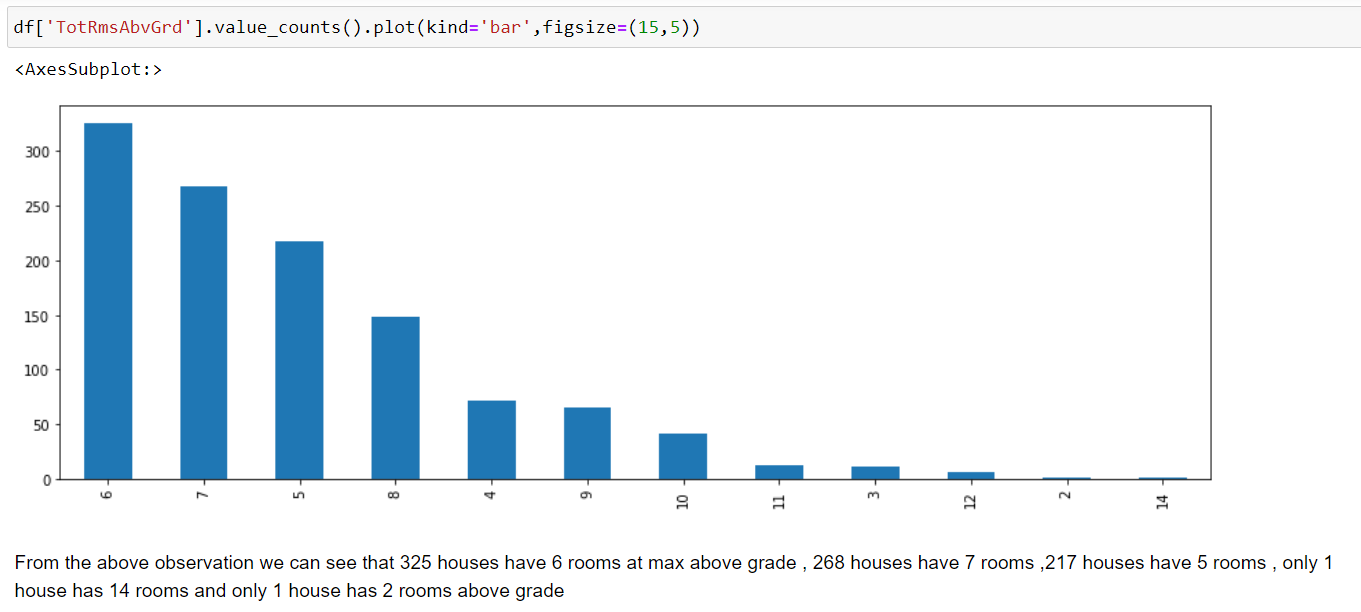 df['TotRmsAbvGrd'].value_counts().plot(kind='bar',figsize=(15,5))
<AxesSubplot:>
300
250
200
150
100
50
0
6 7 5 8 4 9 10 11 3 12 2 14
From the above observation we can see that 325 houses have 6 rooms at max above grade , 268 houses have 7 rooms ,217 houses have 5 rooms , only 1
house has 14 rooms and only 1 house has 2 rooms above grade